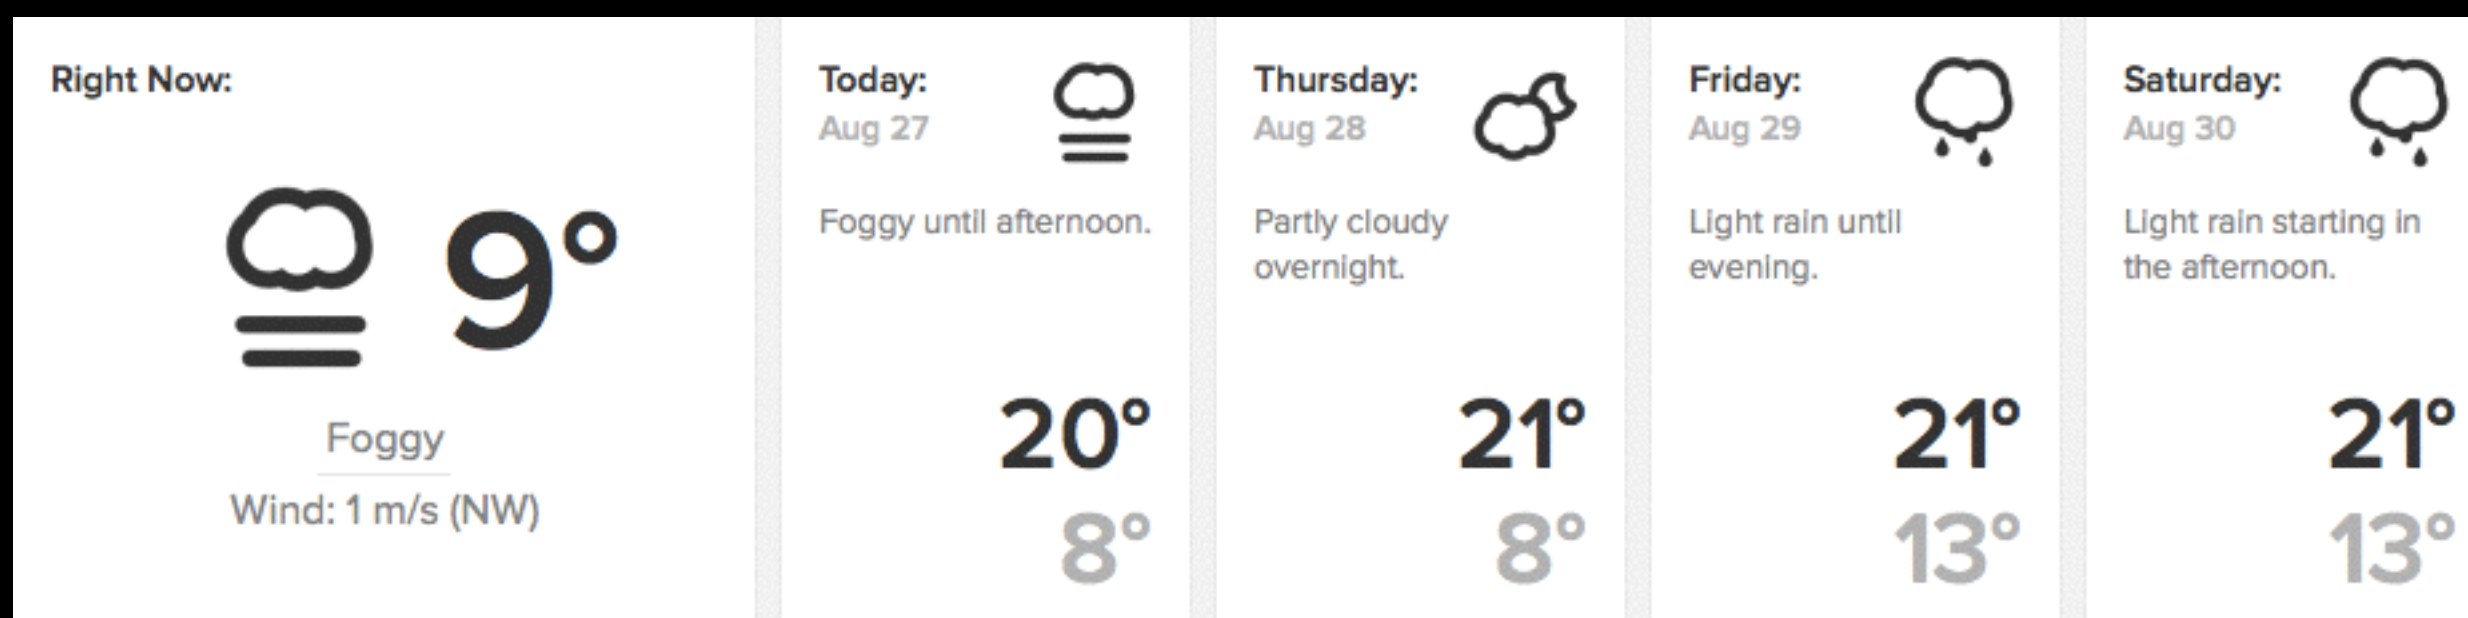 Right Now:
9°
Foggy
Wind: 1 m/s (NW)
Today:
Aug 27
Foggy until afternoon.
20°
8°
Thursday:
Aug 28
Partly cloudy
overnight.
21°
8°
Friday:
Aug 29
Light rain until
evening.
21°
13°
Saturday:
Aug 30
Light rain starting in
the afternoon.
21°
13°